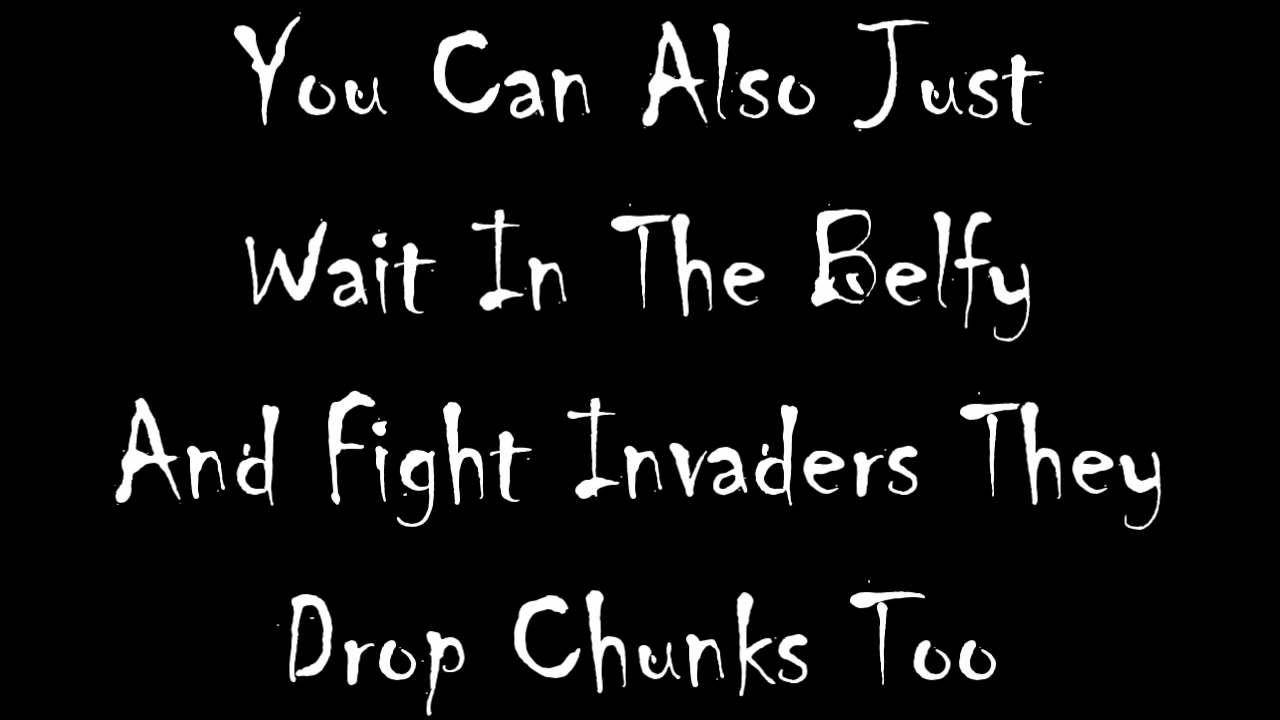 You Can Also Just
Wait In The Belfy
And Fight Invaders They
Drop Chunks Too